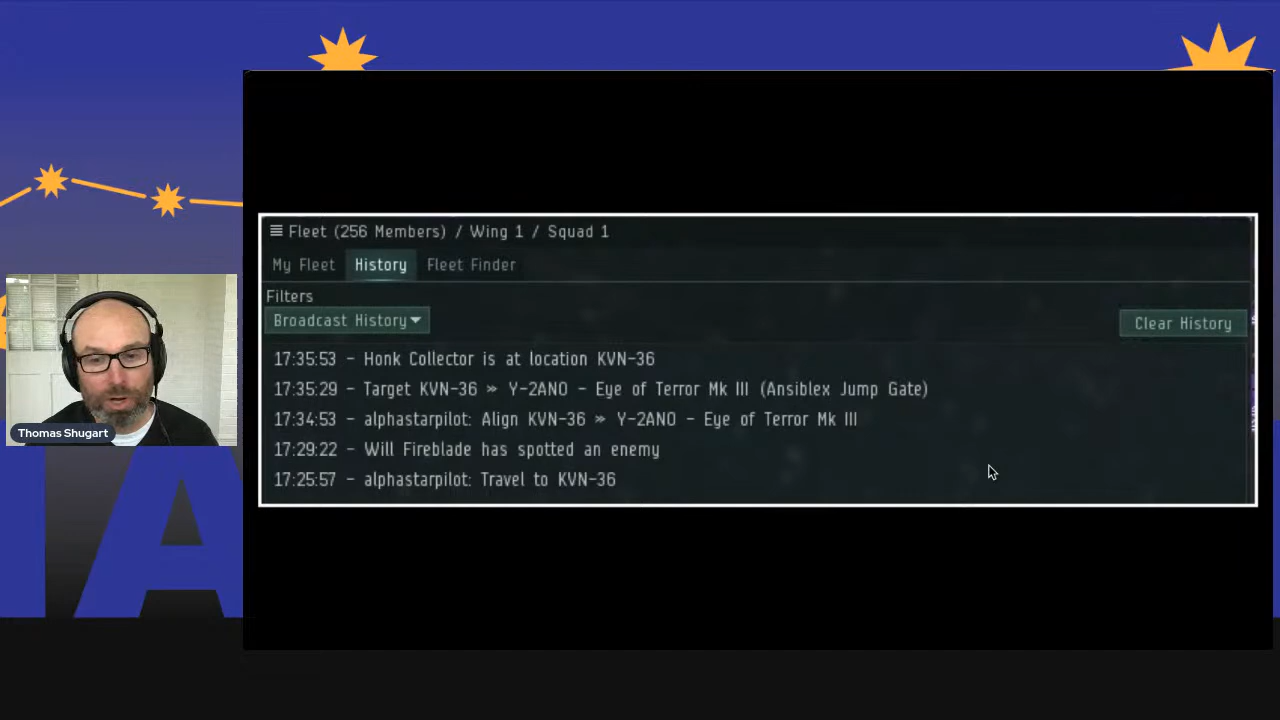 Fleet (256 Members) / Wing 1 / Squad 1
My Fleet History Fleet Finder
Filters
Broadcast History
Clear History
17:35:53 - Honk Collector is at location KVN-36
17:35:29 - Target KVN-36 » Y-2ANO - Eye of Terror Mk III (Ansiblex Jump Gate)
17:34:53 - alphastarpilot: Align KVN-36 » Y-2ANO - Eye of Terror Mk III
17:29:22 - Will Fireblade has spotted an enemy
17:25:57 - alphastarpilot: Travel to KVN-36
Thomas Shugart